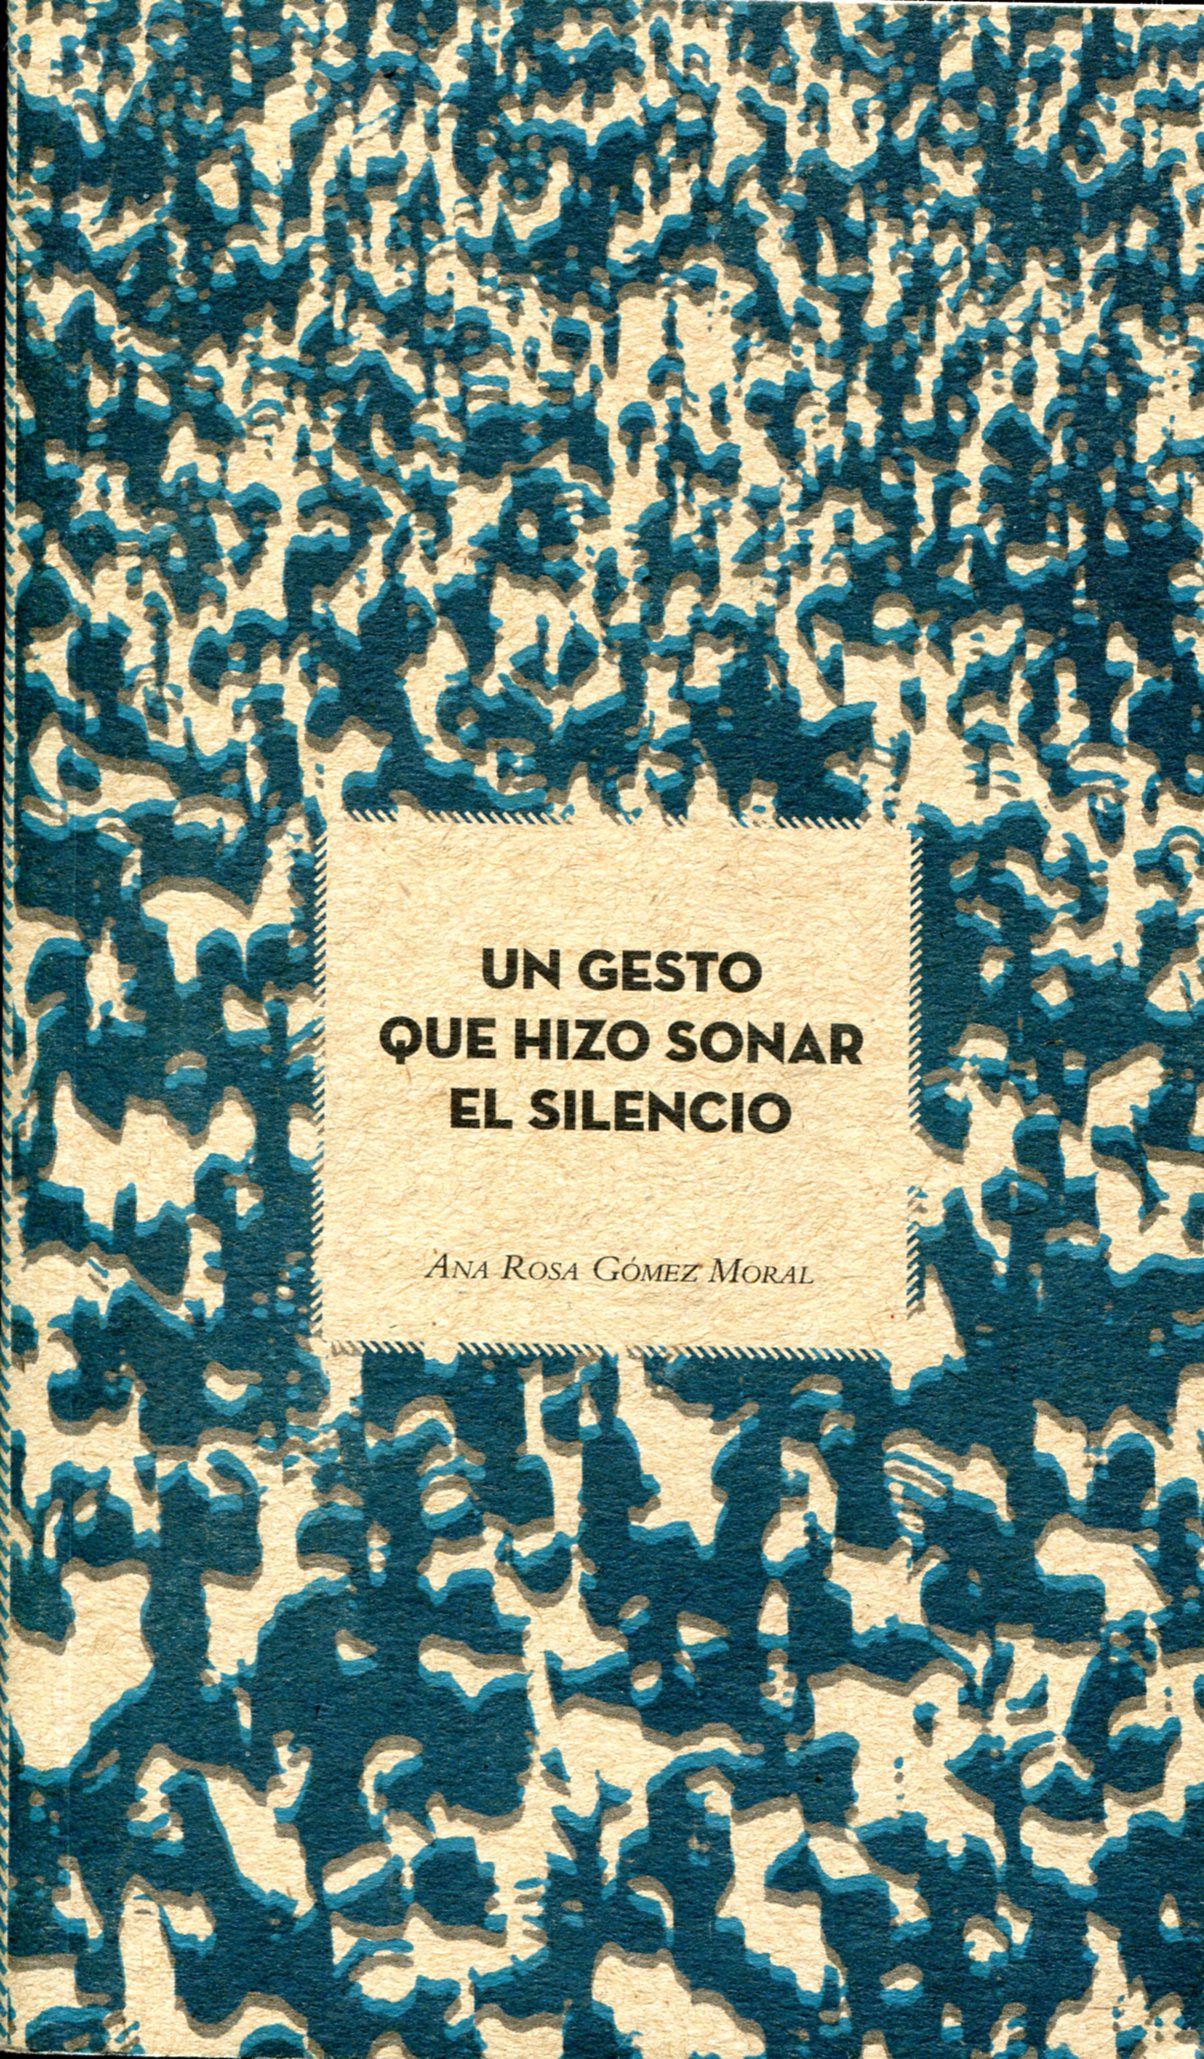 UN GESTO
QUE HIZO SONAR
EL SILENCIO
ANA ROSA GÓMEZ MORAL